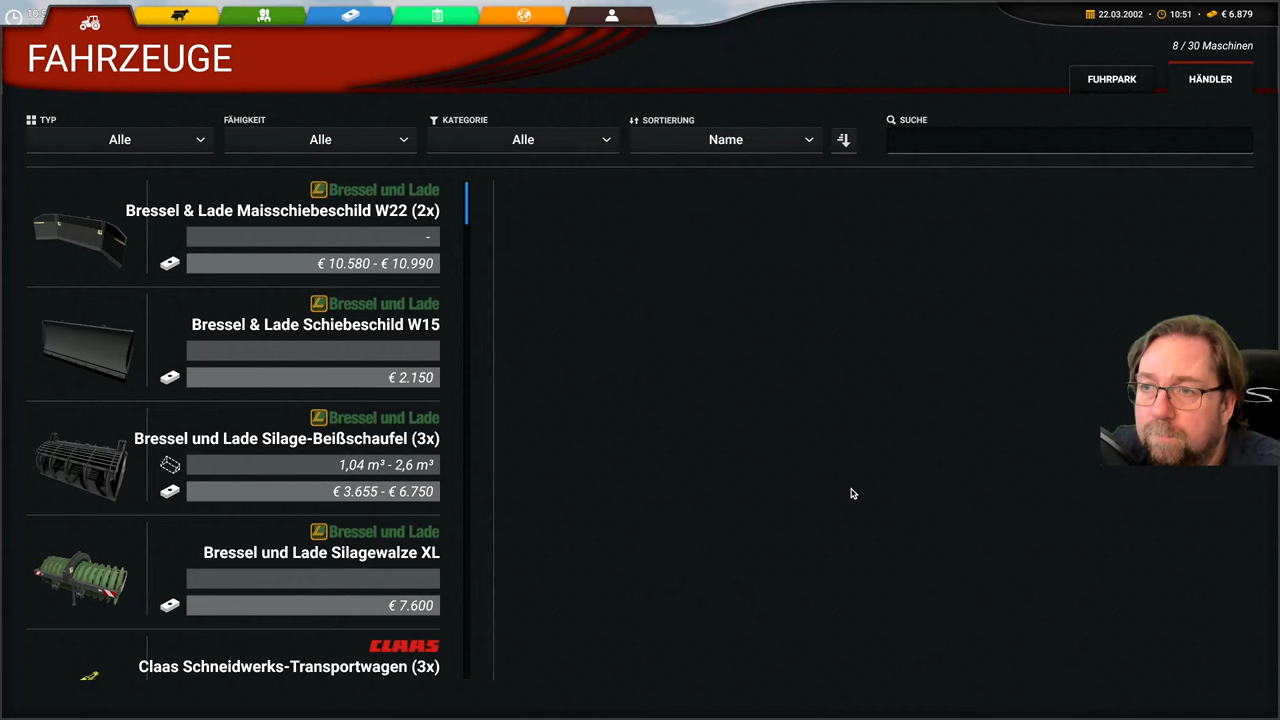 22.03.2002 · 10:51 · € 6.879
FAHRZEUGE
8 / 30 Maschinen
FUHRPARK
HÄNDLER
TYP
FÄHIGKEIT
KATEGORIE
SORTIERUNG
SUCHE
Alle
Alle
Alle
Name
Bressel und Lade
Bressel & Lade Maisschiebeschild W22 (2x)
-
€ 10.580 - € 10.990
Bressel und Lade
Bressel & Lade Schiebeschild W15
€ 2.150
Bressel und Lade
Bressel und Lade Silage-Beißschaufel (3x)
1,04 m³ - 2,6 m³
€ 3.655 - € 6.750
Bressel und Lade
Bressel und Lade Silagewalze XL
€ 7.600
CLAAS
Claas Schneidwerks-Transportwagen (3x)